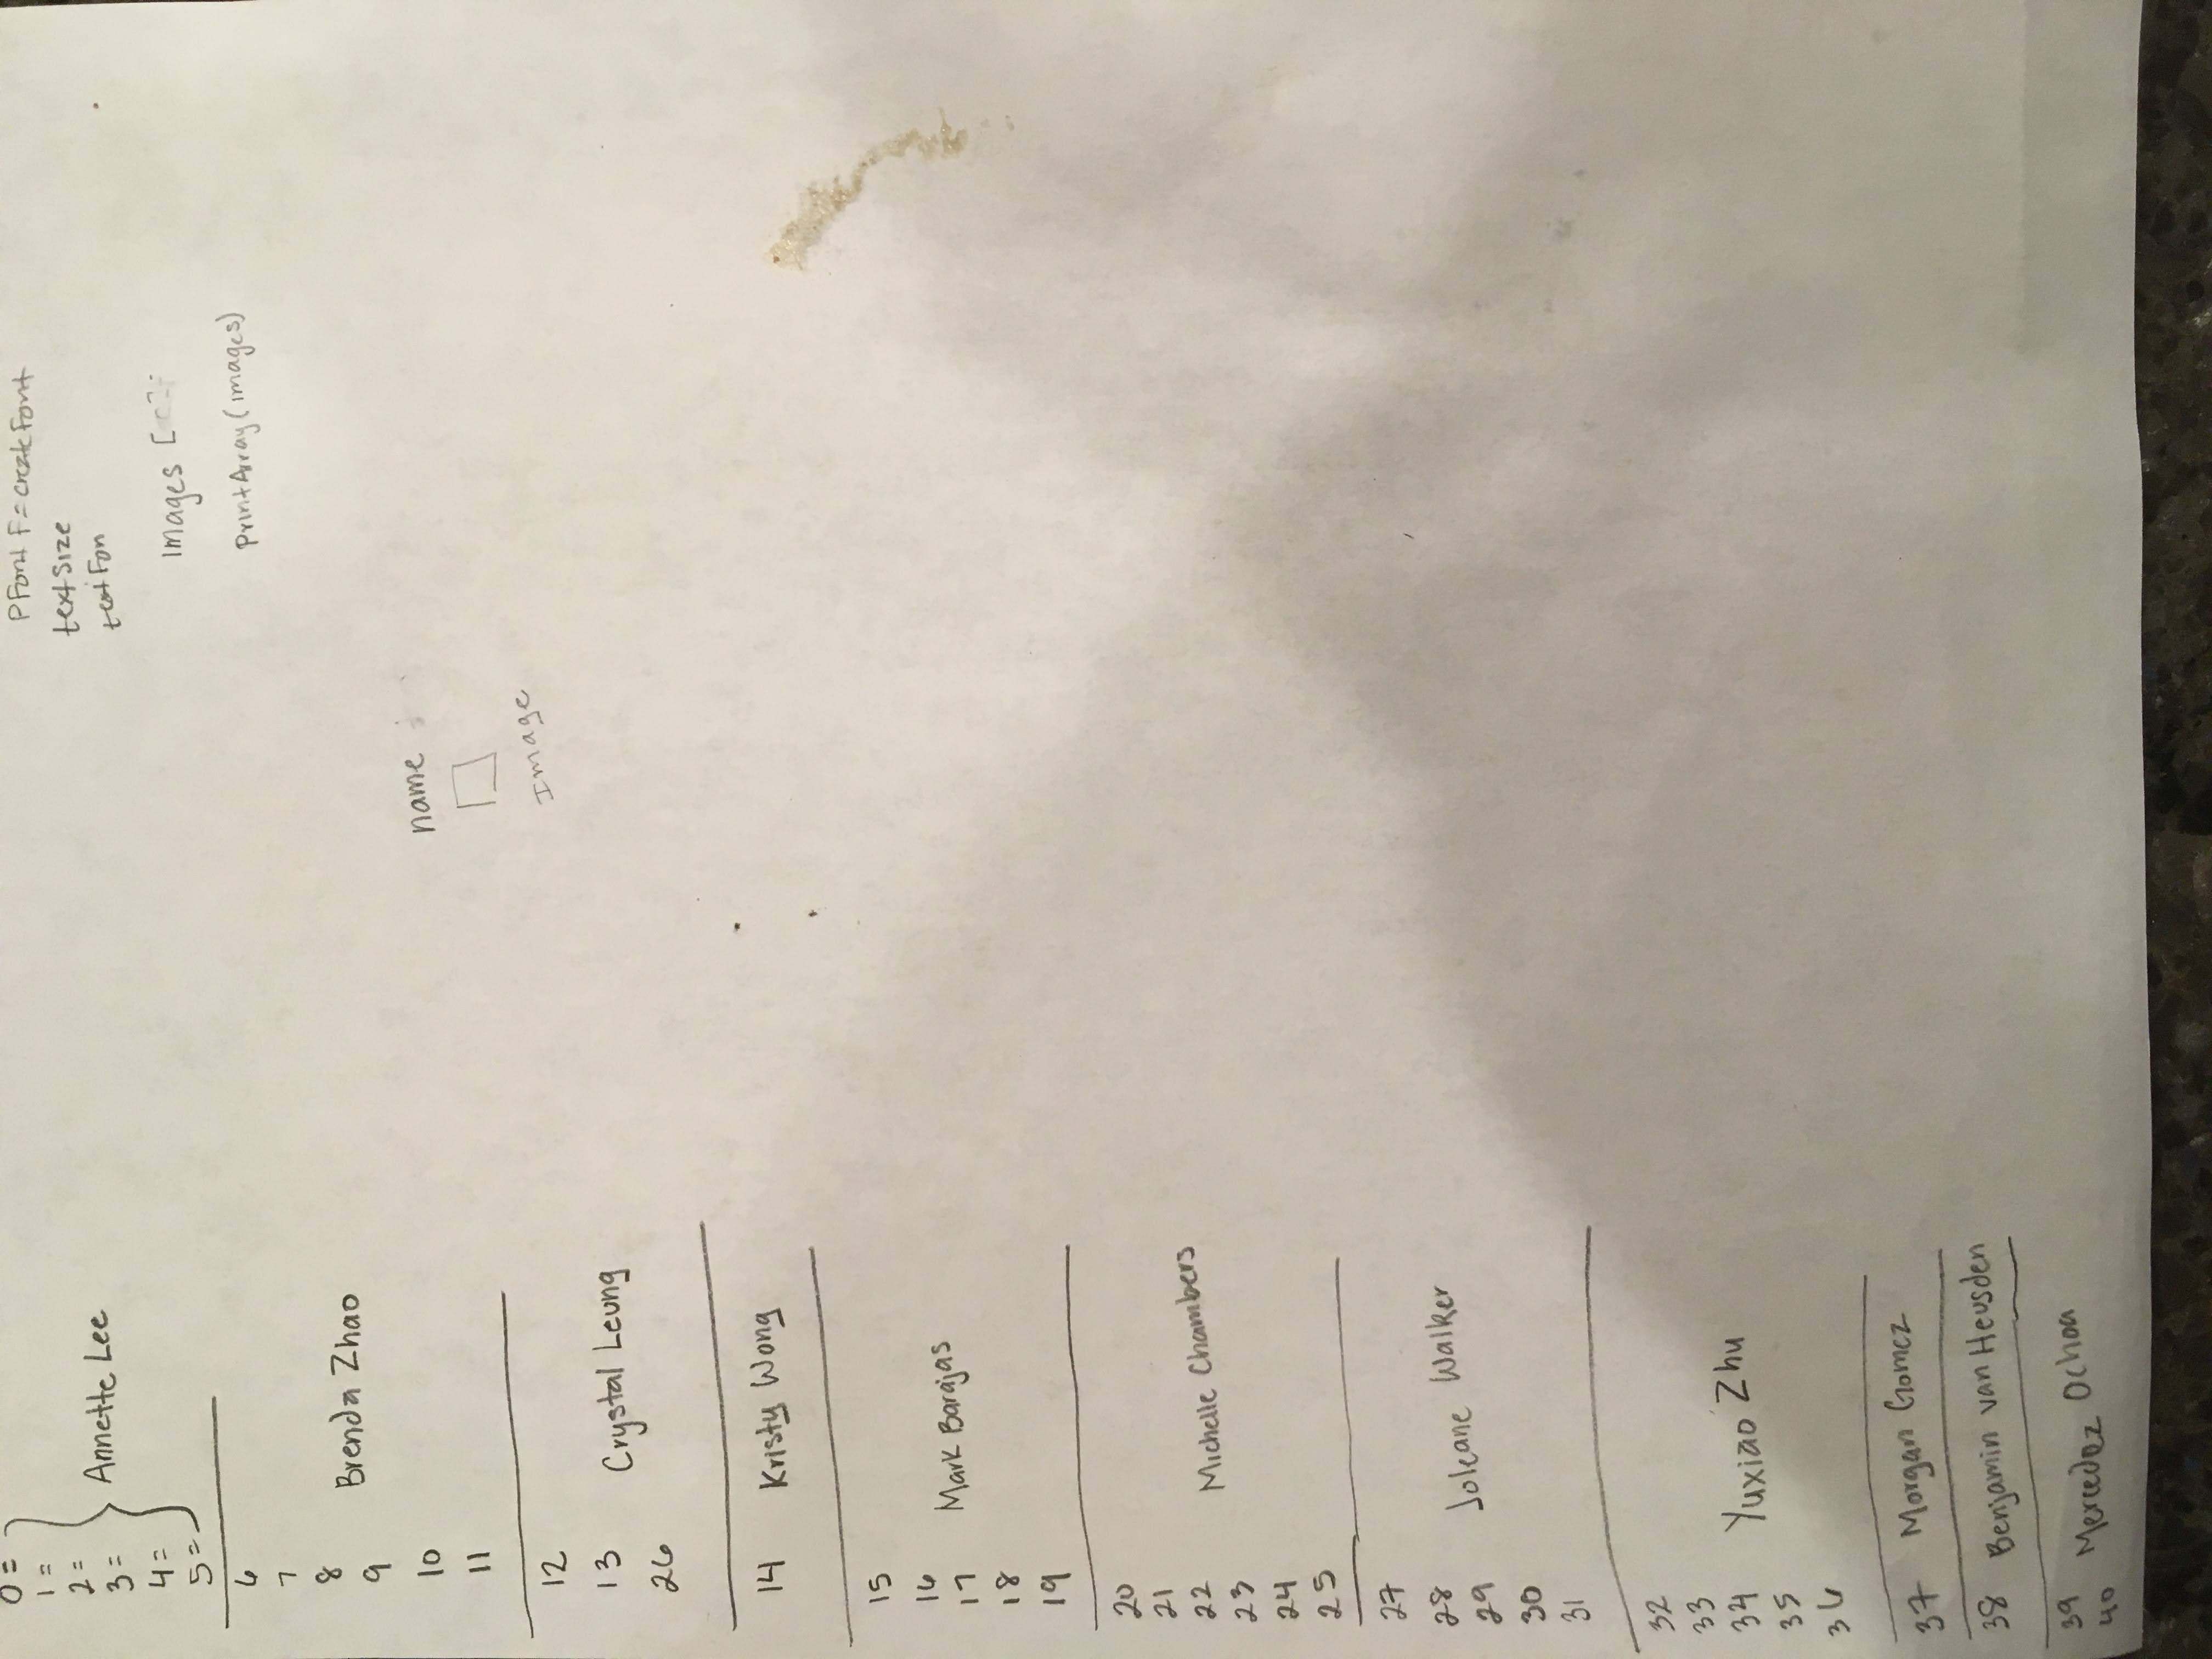 0 =
1 =
2 =
3 =
4 =
5 =
Annette Lee
6
7
8
9
10
11
Brenda Zhao
12
13
26
Crystal Leung
14 Kristy Wong
15
16
17
18
19
Mark Barajas
20
21
22
23
24
25
Michelle Chambers
27
28
29
30
31
Joleane Walker
32
33
34
35
36
Yuxiao Zhu
37 Morgan Gomez
38 Benjamin van Heusden
39
40
Mercedez Ochoa
PFont F = createFont
textSize
textFon
Images [
PrintArray (images)
name
Image